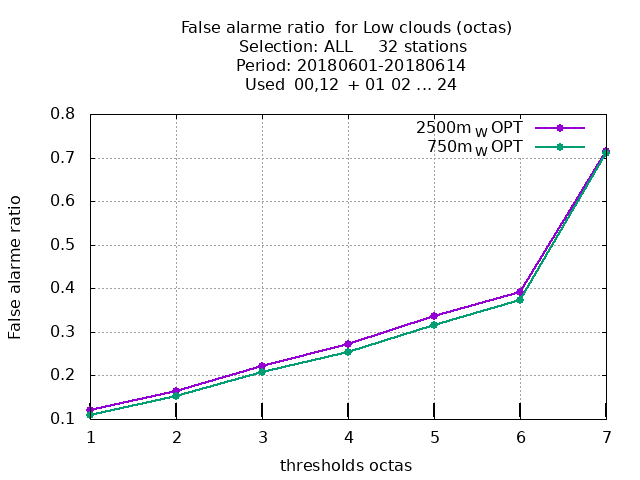 False alarme ratio  for Low clouds (octas)
Selection: ALL     32 stations
Period: 20180601-20180614
Used  00,12  + 01 02 ... 24
0.8
0.7
0.6
0.5
0.4
0.3
0.2
0.1
False alarme ratio
2500m W OPT
750m W OPT
1 2 3 4 5 6 7
thresholds octas